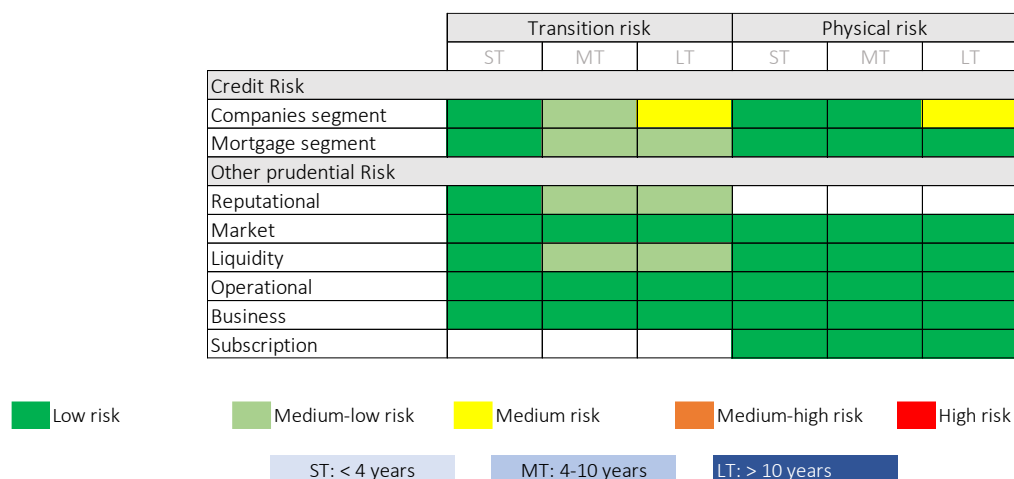 Transition risk Physical risk
ST MT LT ST MT LT
Credit Risk
Companies segment
Mortgage segment
Other prudential Risk
Reputational
Market
Liquidity
Operational
Business
Subscription
Low risk Medium-low risk Medium risk Medium-high risk High risk
ST: < 4 years MT: 4-10 years LT: > 10 years